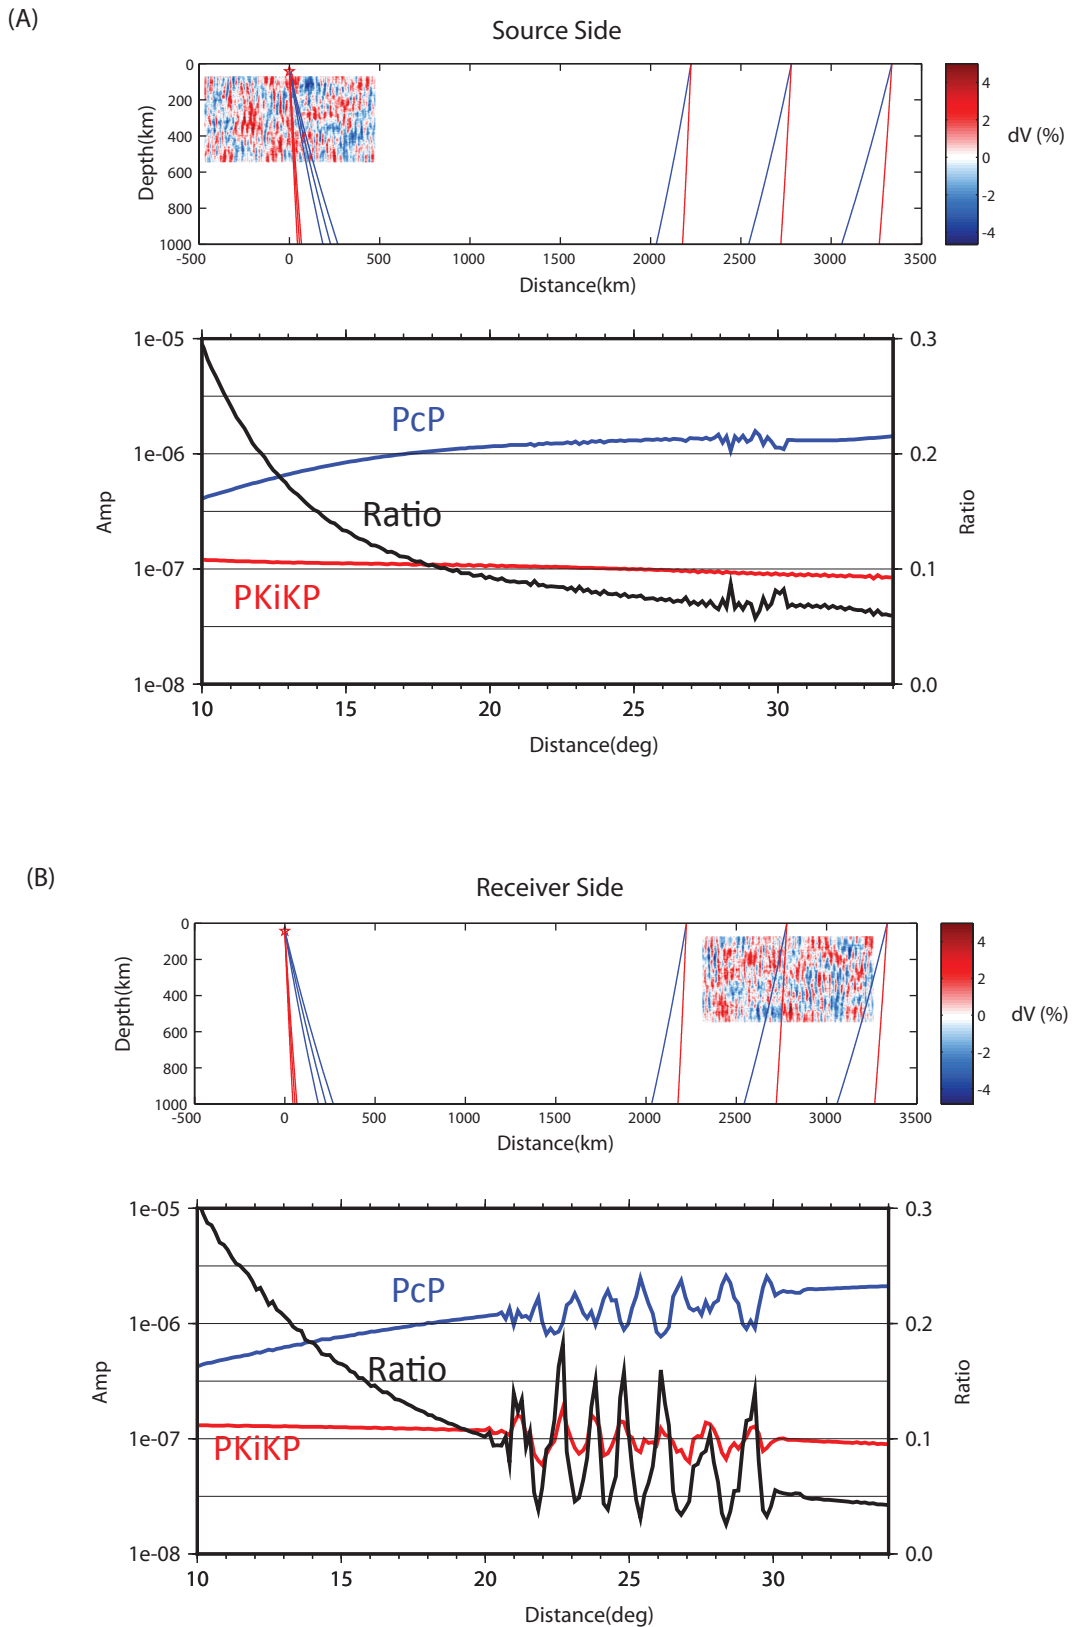 (A)
Source Side
0
200
400
600
800
1000
Depth(km)
-500
0
500
1000
1500
2000
2500
3000
3500
Distance(km)
4
2
0
-2
-4
dV (%)
1e-05
1e-06
1e-07
1e-08
Amp
PcP
Ratio
PKiKP
0.3
0.2
0.1
0.0
Ratio
10
15
20
25
30
Distance(deg)
(B)
Receiver Side
0
200
400
600
800
1000
Depth(km)
-500
0
500
1000
1500
2000
2500
3000
3500
Distance(km)
4
2
0
-2
-4
dV (%)
1e-05
1e-06
1e-07
1e-08
Amp
PcP
Ratio
PKiKP
0.3
0.2
0.1
0.0
Ratio
10
15
20
25
30
Distance(deg)